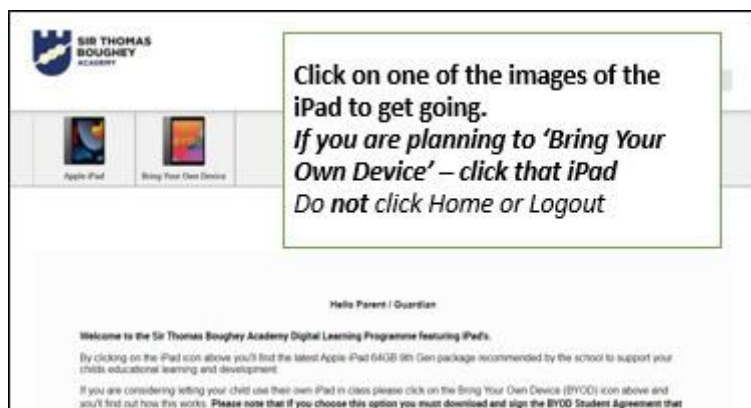 SIR THOMAS
BOUGHEY
ACADEMY
Click on one of the images of the
iPad to get going.
If you are planning to ‘Bring Your
Own Device’ – click that iPad
Do not click Home or Logout
BYOD
Apple iPad
Bring Your Own Device
Hello Parent / Guardian
Welcome to the Sir Thomas Boughey Academy Digital Learning Programme featuring iPad's.
By clicking on the iPad icon above you'll find the latest Apple iPad 64GB 9th Gen package recommended by the school to support your
childs educational learning and development
If you are considering letting your child use their own iPad in class please click on the Bring Your Own Device (BYOD) icon above and
you'll find out how this works. Please note that if you choose this option you must download and sign the BYOD Student Agreement that